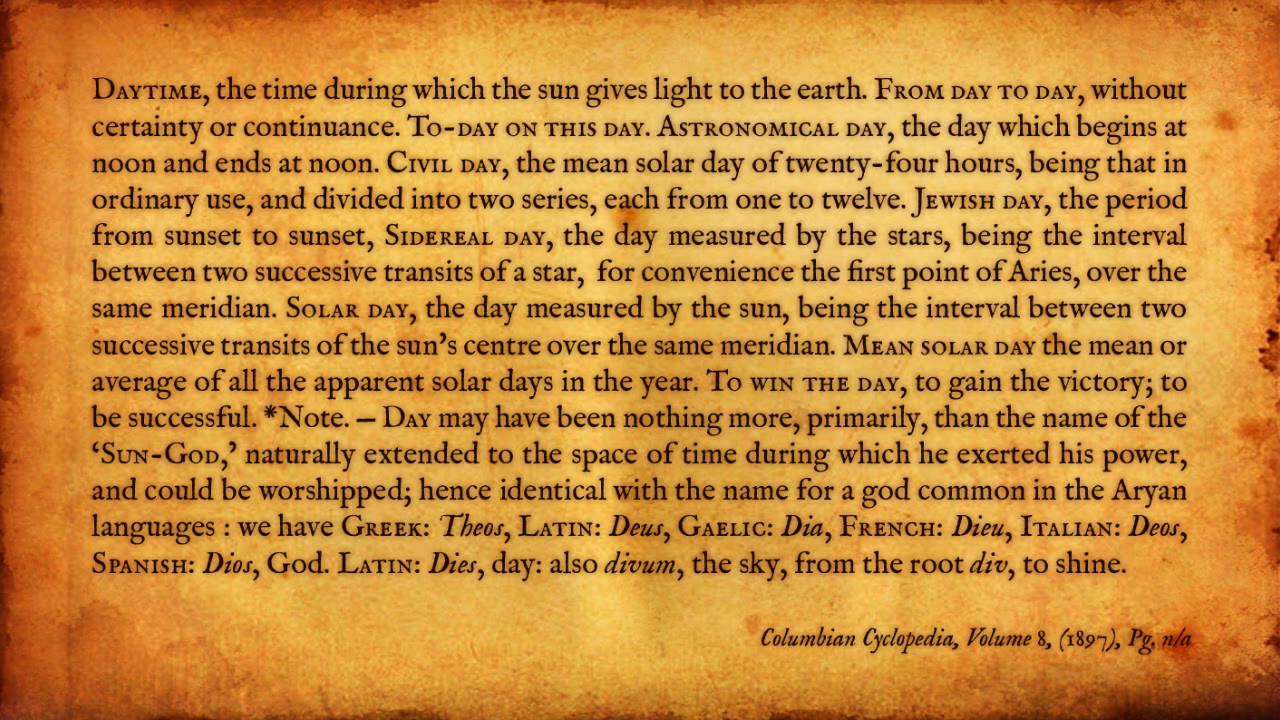 Daytime, the time during which the sun gives light to the earth. From day to day, without
certainty or continuance. To-day on this day. Astronomical day, the day which begins at
noon and ends at noon. Civil day, the mean solar day of twenty-four hours, being that in
ordinary use, and divided into two series, each from one to twelve. Jewish day, the period
from sunset to sunset, Sidereal day, the day measured by the stars, being the interval
between two successive transits of a star, for convenience the first point of Aries, over the
same meridian. Solar day, the day measured by the sun, being the interval between two
successive transits of the sun's centre over the same meridian. Mean solar day the mean or
average of all the apparent solar days in the year. To win the day, to gain the victory; to
be successful. *Note. – Day may have been nothing more, primarily, than the name of the
‘Sun-God,’ naturally extended to the space of time during which he exerted his power,
and could be worshipped; hence identical with the name for a god common in the Aryan
languages : we have Greek: Theos, Latin: Deus, Gaelic: Dia, French: Dieu, Italian: Deos,
Spanish: Dios, God. Latin: Dies, day: also divum, the sky, from the root div, to shine.
Columbian Cyclopedia, Volume 8, (1897), Pg. n/a